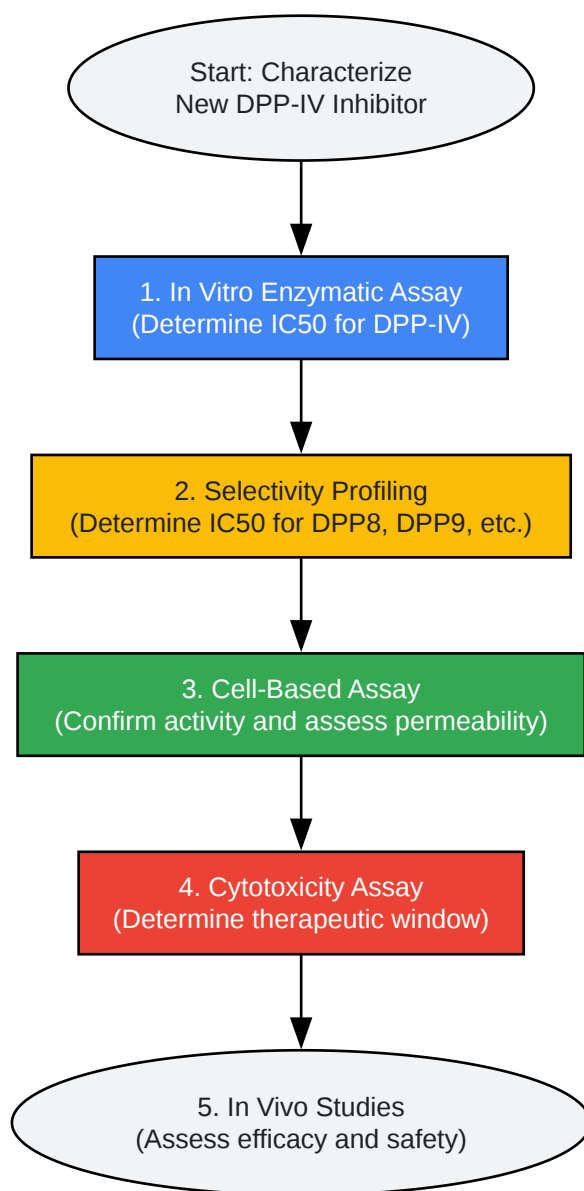 Start: Characterize
New DPP-IV Inhibitor
1. In Vitro Enzymatic Assay
(Determine IC50 for DPP-IV)
2. Selectivity Profiling
(Determine IC50 for DPP8, DPP9, etc.)
3. Cell-Based Assay
(Confirm activity and assess permeability)
4. Cytotoxicity Assay
(Determine therapeutic window)
5. In Vivo Studies
(Assess efficacy and safety)